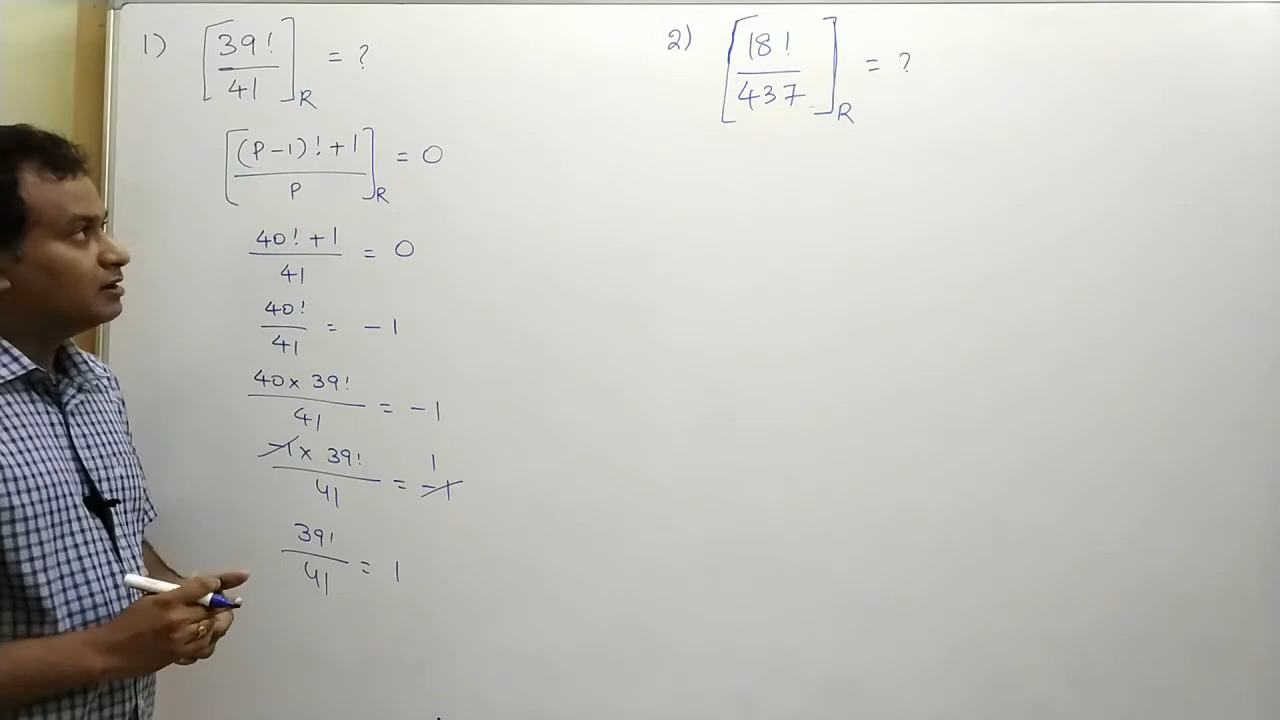 1) [39!/41]R = ?
[(P-1)!+1/P]R = 0
40!+1/41 = 0
40!/41 = -1
40×39!/41 = -1
-1×39!/41 = -1 1
39!/41 = 1
2) [18!/437]R = ?